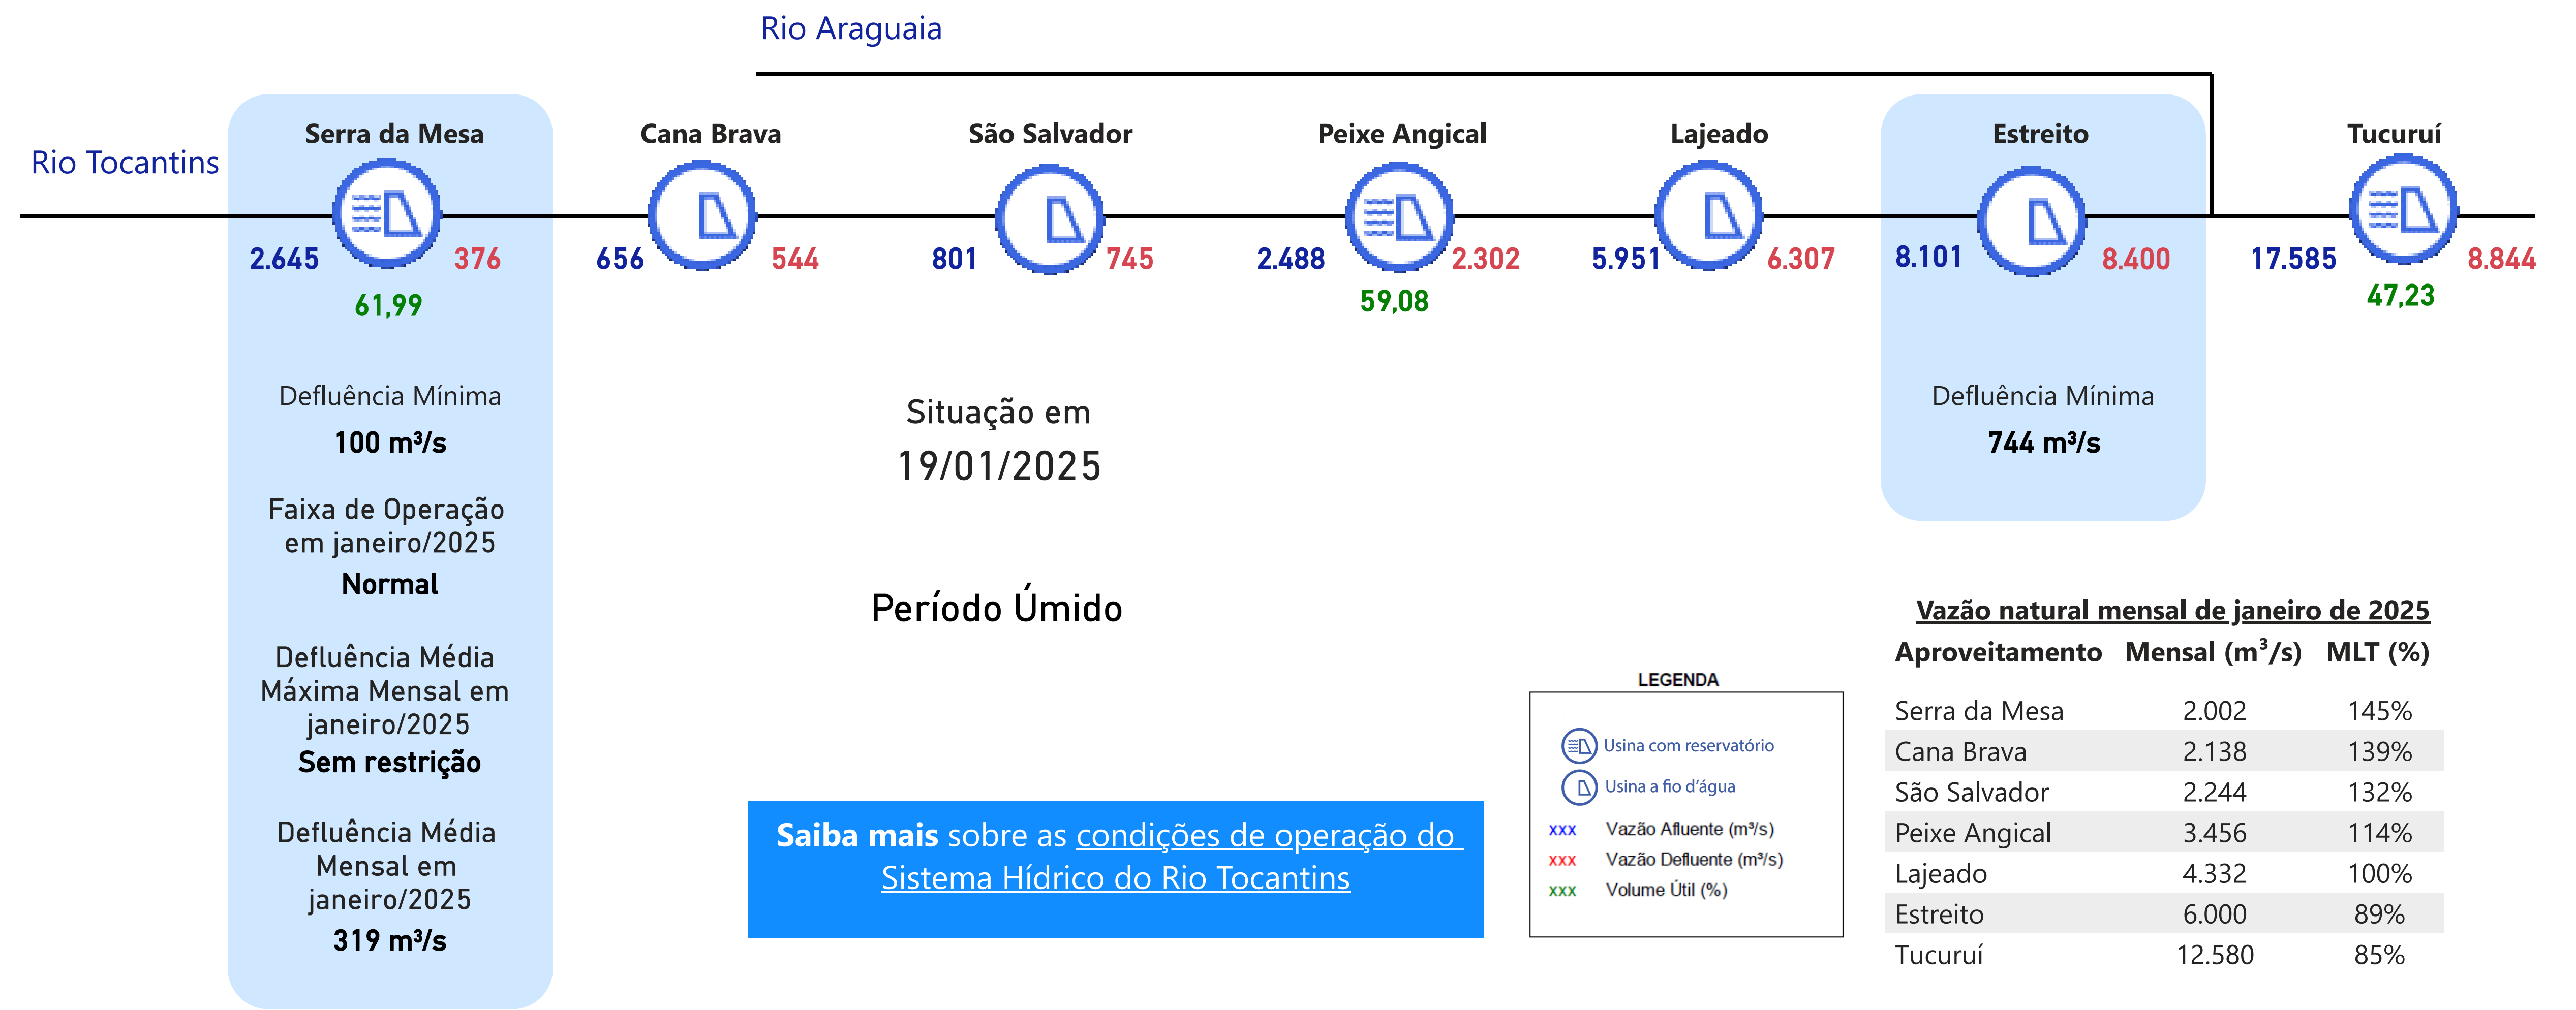 Rio Araguaia
Rio Tocantins
Serra da Mesa
Cana Brava
São Salvador
Peixe Angical
Lajeado
Estreito
Tucuruí
2.645 376
656 544
801 745
2.488 2.302
5.951 6.307
8.101 8.400
17.585 8.844
61,99
59,08
47,23
Defluência Mínima
100 m³/s
Faixa de Operação
em janeiro/2025
Normal
Defluência Média
Máxima Mensal em
janeiro/2025
Sem restrição
Defluência Média
Mensal em
janeiro/2025
319 m³/s
Situação em
19/01/2025
Período Úmido
Saiba mais sobre as condições de operação do
Sistema Hídrico do Rio Tocantins
Defluência Mínima
744 m³/s
LEGENDA
Usina com reservatório
Usina a fio d'água
xxx Vazão Afluente (m³/s)
xxx Vazão Defluente (m³/s)
xxx Volume Útil (%)
Vazão natural mensal de janeiro de 2025
Aproveitamento Mensal (m³/s) MLT (%)
Serra da Mesa 2.002 145%
Cana Brava 2.138 139%
São Salvador 2.244 132%
Peixe Angical 3.456 114%
Lajeado 4.332 100%
Estreito 6.000 89%
Tucuruí 12.580 85%